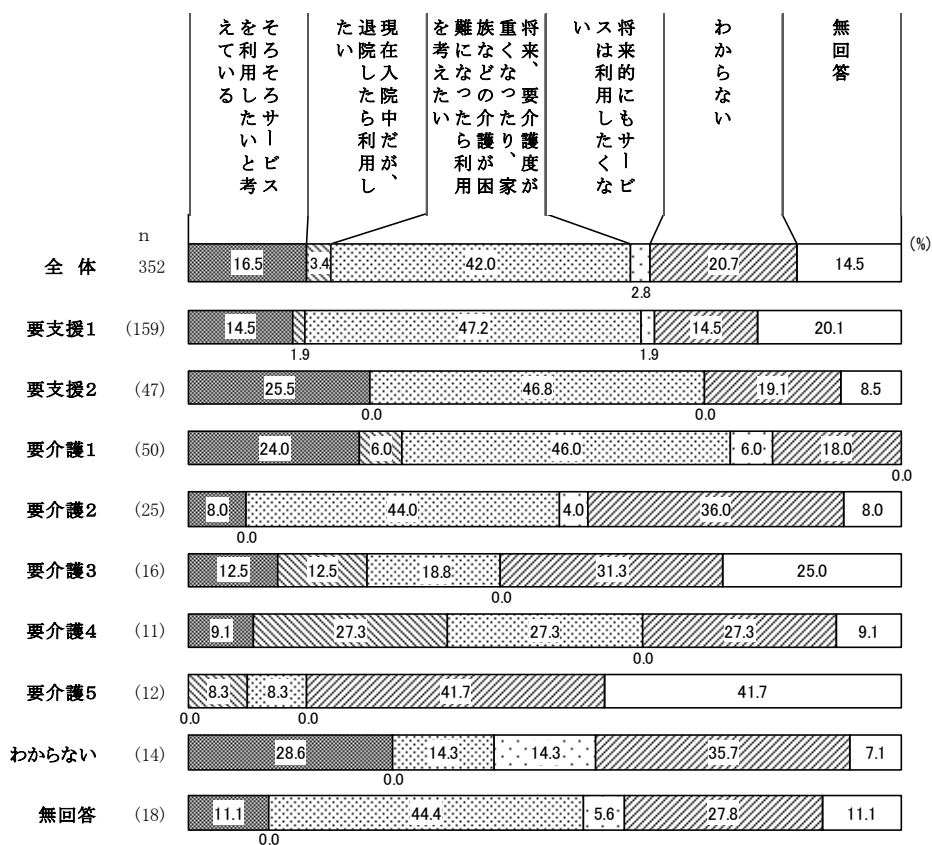 そろそろサービス
を利用したいと考
えている
現在入院中だが、
退院したら利用し
たい
将来、要介護度が
重くなったり、家
族などの介護が困
難になったら利用
を考えたい
将来的にもサービ
スは利用したくな
い
わからない
無回答
n
(%)
全 体 352 16.5 3.4 42.0 20.7 14.5
2.8
要支援1 (159) 14.5 47.2 14.5 20.1
1.9 1.9
要支援2 (47) 25.5 46.8 19.1 8.5
0.0 0.0
要介護1 (50) 24.0 6.0 46.0 6.0 18.0
0.0
要介護2 (25) 8.0 44.0 4.0 36.0 8.0
0.0
要介護3 (16) 12.5 12.5 18.8 31.3 25.0
0.0
要介護4 (11) 9.1 27.3 27.3 27.3 9.1
0.0
要介護5 (12) 8.3 8.3 41.7 41.7
0.0 0.0
わからない (14) 28.6 14.3 14.3 35.7 7.1
0.0
無回答 (18) 11.1 44.4 5.6 27.8 11.1
0.0